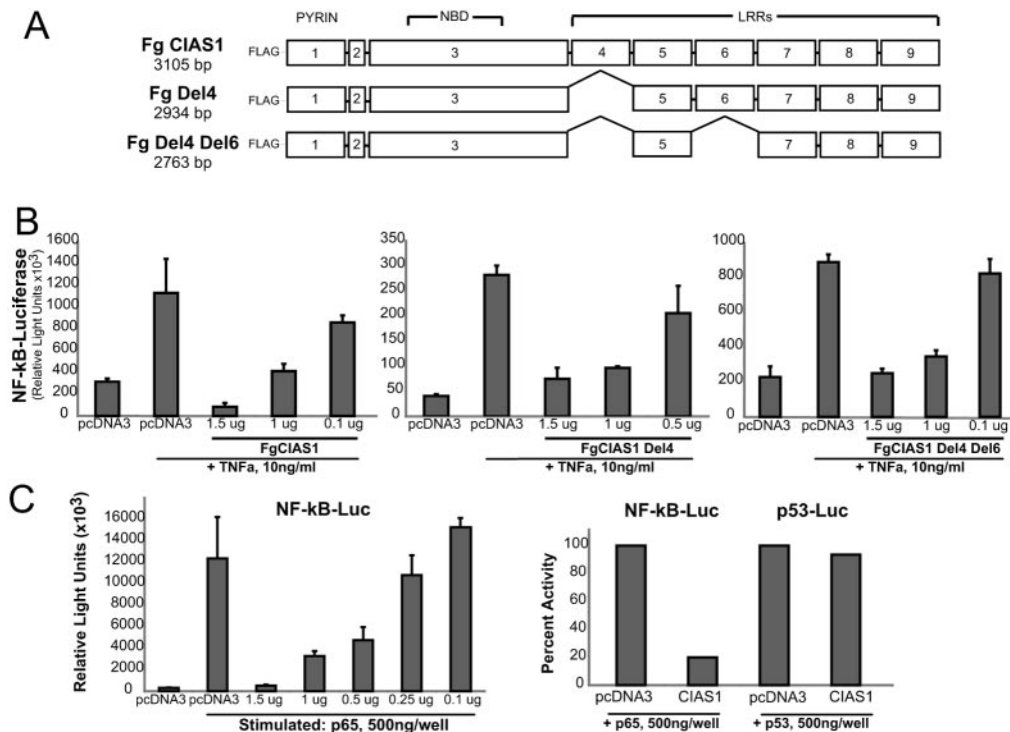 A
PYRIN NBD LRRs
Fg CIAS1 FLAG 1 2 3 4 5 6 7 8 9
3105 bp
Fg Del4 FLAG 1 2 3 5 6 7 8 9
2934 bp
Fg Del4 Del6 FLAG 1 2 3 5 7 8 9
2763 bp
B
NF-kB-Luciferase
(Relative Light Units x10³)
1600
1400
1200
1000
800
600
400
200
0
pcDNA3 pcDNA3 1.5 ug 1 ug 0.1 ug
FgCIAS1
+ TNFa, 10ng/ml
350
300
250
200
150
100
50
0
pcDNA3 pcDNA3 1.5 ug 1 ug 0.5 ug
FgCIAS1 Del4
+ TNFa, 10ng/ml
1000
800
600
400
200
0
pcDNA3 pcDNA3 1.5 ug 1 ug 0.1 ug
FgCIAS1 Del4 Del6
+ TNFa, 10ng/ml
C
NF-kB-Luc
Relative Light Units (x10³)
16000
14000
12000
10000
8000
6000
4000
2000
0
pcDNA3 pcDNA3 1.5 ug 1 ug 0.5 ug 0.25 ug 0.1 ug
Stimulated: p65, 500ng/well
NF-kB-Luc p53-Luc
Percent Activity
100
80
60
40
20
0
pcDNA3 CIAS1 pcDNA3 CIAS1
+ p65, 500ng/well + p53, 500ng/well